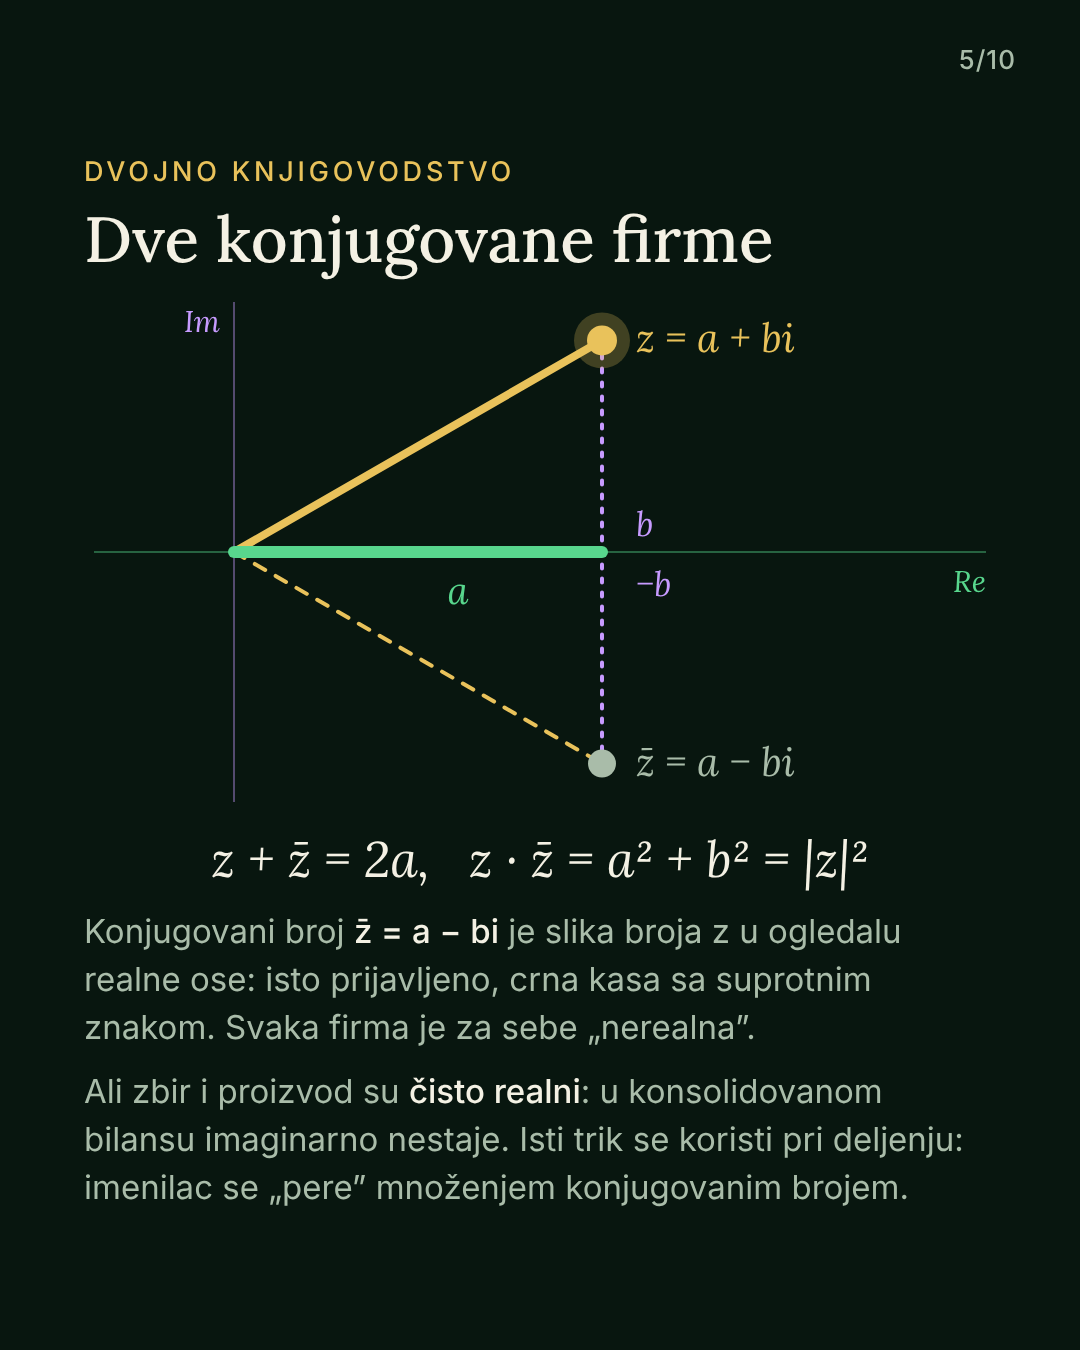 5/10
DVOJNO KNJIGOVODSTVO
Dve konjugovane firme
Im
z = a + bi
b
a
−b
Re
z̄ = a − bi
z + z̄ = 2a, z · z̄ = a² + b² = |z|²
Konjugovani broj z̄ = a − bi je slika broja z u ogledalu
realne ose: isto prijavljeno, crna kasa sa suprotnim
znakom. Svaka firma je za sebe „nerealna”.
Ali zbir i proizvod su čisto realni: u konsolidovanom
bilansu imaginarno nestaje. Isti trik se koristi pri deljenju:
imenilac se „pere” množenjem konjugovanim brojem.